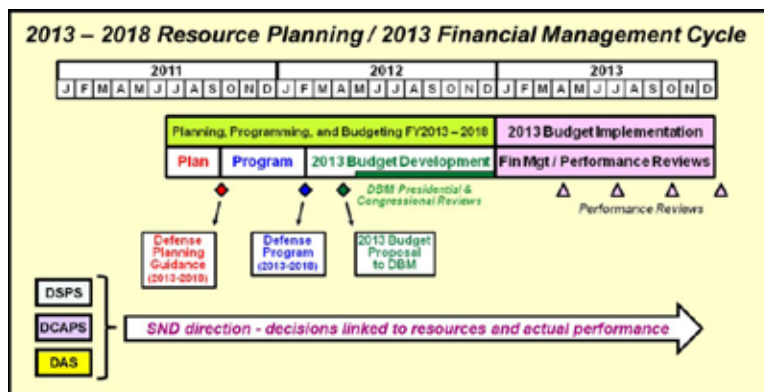 2013 – 2018 Resource Planning / 2013 Financial Management Cycle
2011 2012 2013
J F M A M J J A S O N D J F M A M J J A S O N D J F M A M J J A S O N D
Planning, Programming, and Budgeting FY2013 – 2018 2013 Budget Implementation
Plan Program 2013 Budget Development Fin Mgt / Performance Reviews
DBM Presidential &
Congressional Reviews
Performance Reviews
Defense
Planning
Guidance
(2013-2018)
Defense
Program
(2013-2018)
2013 Budget
Proposal
to DBM
DSPS
DCAPS
DAS
SND direction - decisions linked to resources and actual performance